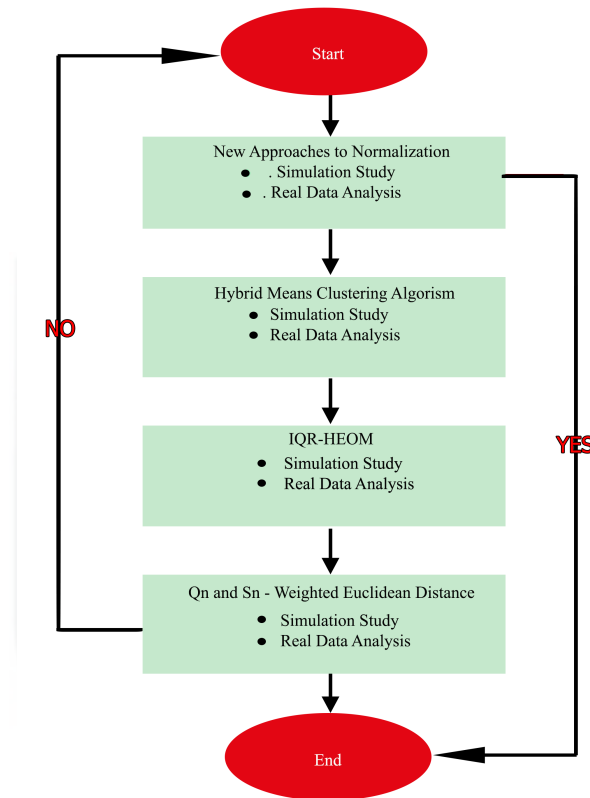 Start
New Approaches to Normalization
● . Simulation Study
● . Real Data Analysis
Hybrid Means Clustering Algorism
● Simulation Study
● Real Data Analysis
NO
IQR-HEOM
● Simulation Study
● Real Data Analysis
YES
Qn and Sn - Weighted Euclidean Distance
● Simulation Study
● Real Data Analysis
End